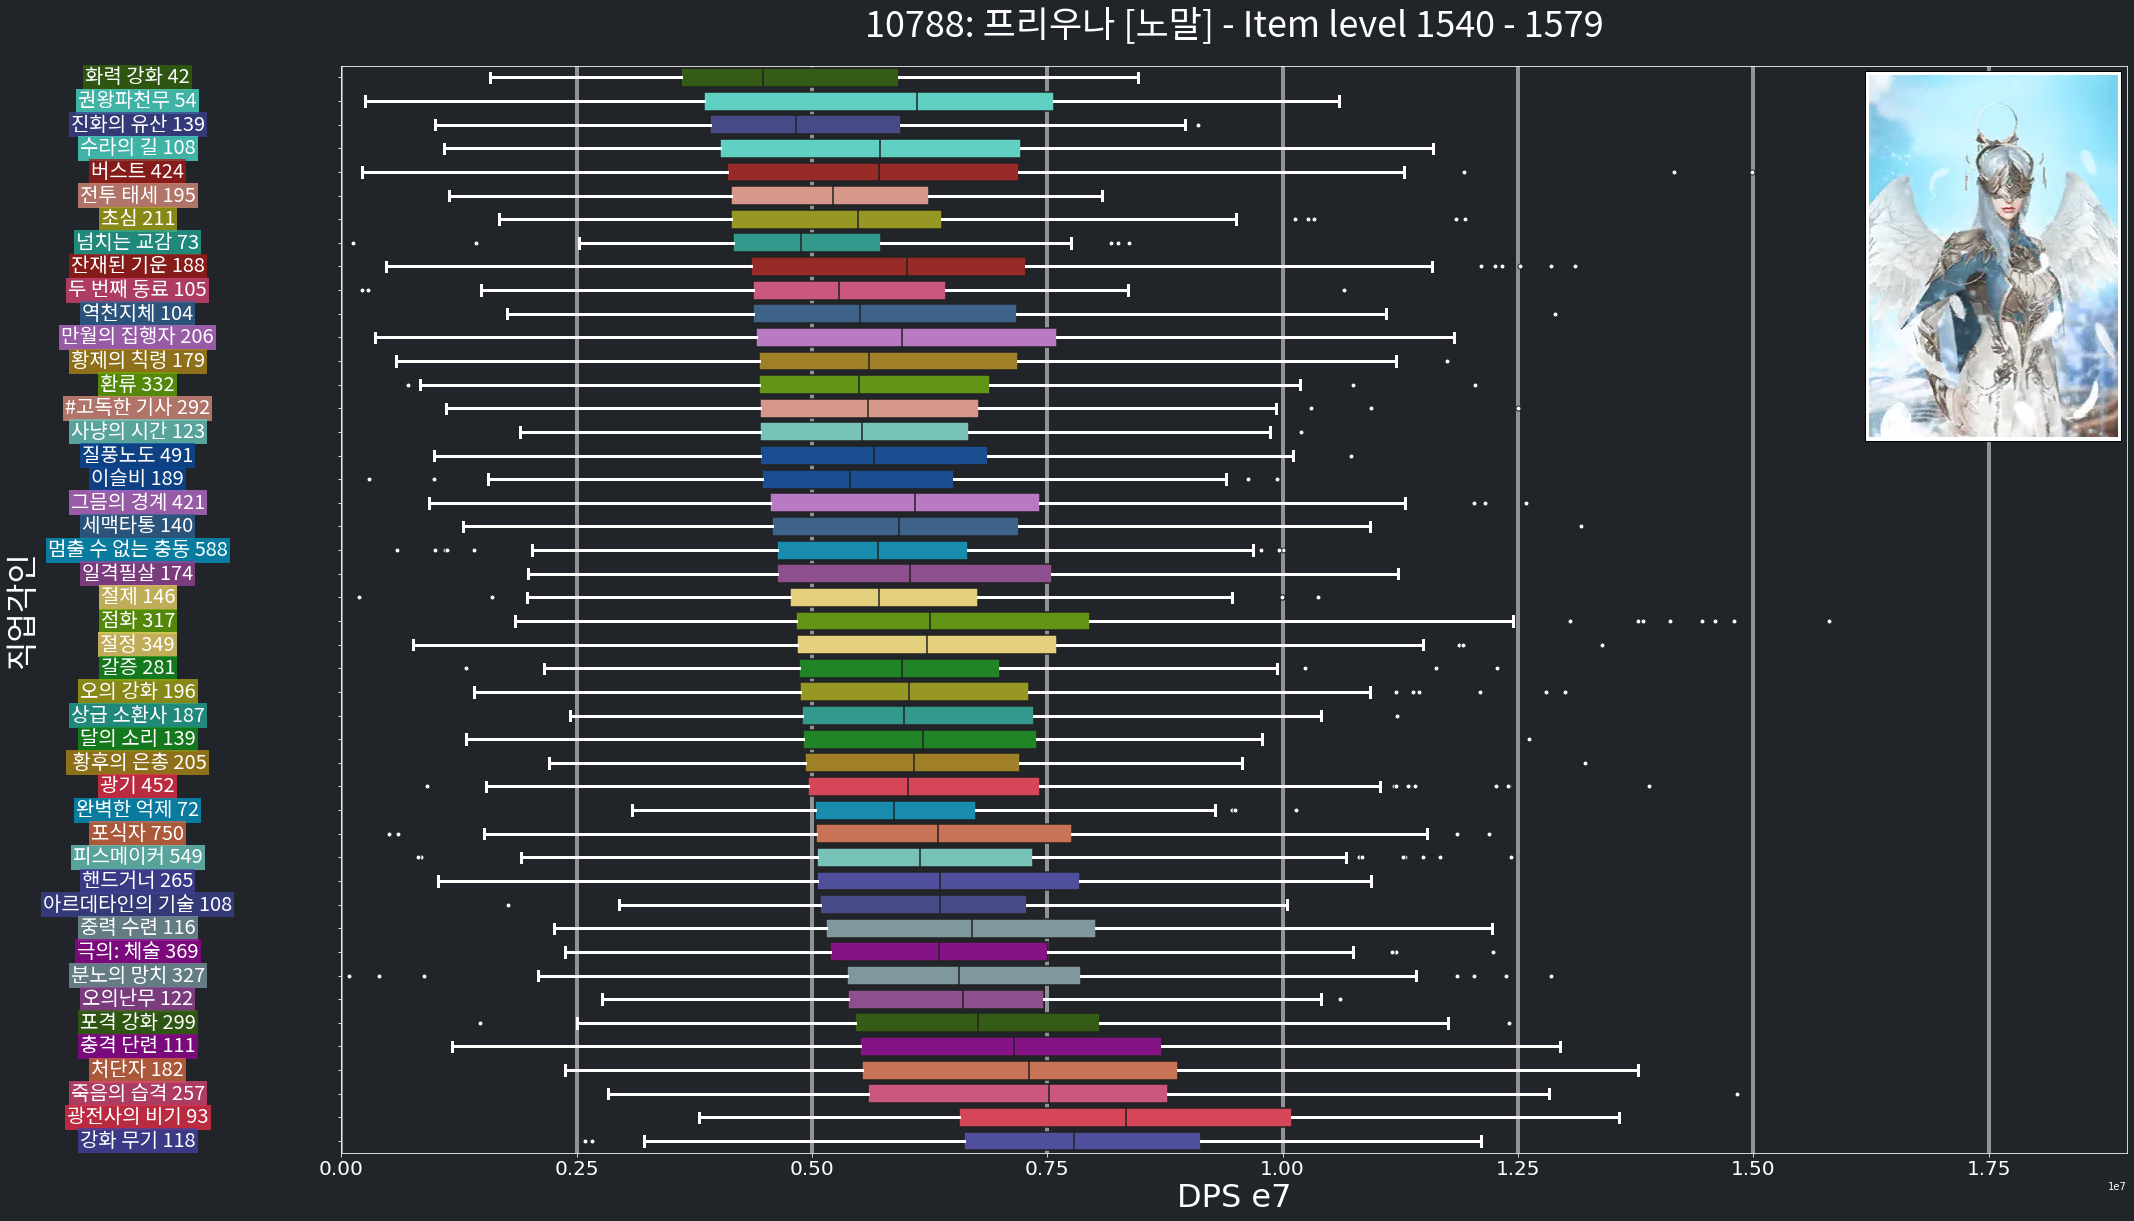 10788: 프리우나 [노말] - Item level 1540 - 1579
직업각인
화력 강화 42
권왕파천무 54
진화의 유산 139
수라의 길 108
버스트 424
전투 태세 195
초심 211
넘치는 교감 73
잔재된 기운 188
두 번째 동료 105
역천지체 104
만월의 집행자 206
황제의 칙령 179
환류 332
#고독한 기사 292
사냥의 시간 123
질풍노도 491
이슬비 189
그믐의 경계 421
세맥타통 140
멈출 수 없는 충동 588
일격필살 174
절제 146
점화 317
절정 349
갈증 281
오의 강화 196
상급 소환사 187
달의 소리 139
황후의 은총 205
광기 452
완벽한 억제 72
포식자 750
피스메이커 549
핸드거너 265
아르데타인의 기술 108
중력 수련 116
극의: 체술 369
분노의 망치 327
오의난무 122
포격 강화 299
충격 단련 111
처단자 182
죽음의 습격 257
광전사의 비기 93
강화 무기 118
0.00 0.25 0.50 0.75 1.00 1.25 1.50 1.75
1e7
DPS e7